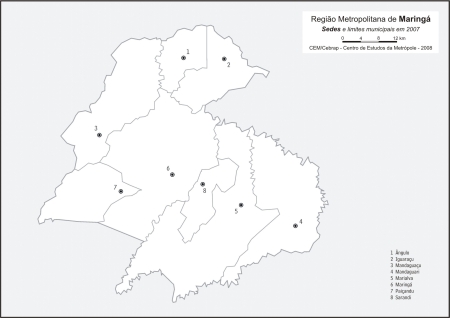 Região Metropolitana de Maringá
Sedes e limites municipais em 2007
0 4 8 12 km
CEM/Cebrap - Centro de Estudos da Metrópole - 2008
1
2
3
6
7
8
5
4
1 Ângulo
2 Iguaraçu
3 Mandaguaçu
4 Mandaguari
5 Marialva
6 Maringá
7 Paiçandu
8 Sarandi